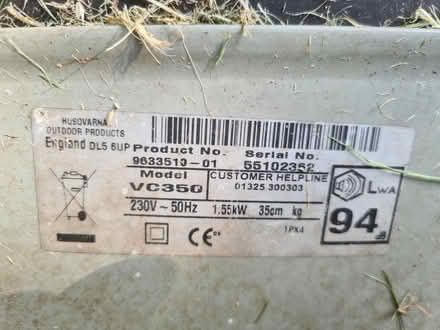 HUSQVARNA
OUTDOOR PRODUCTS
England DL5 6UP
Product No. Serial No.
9633519-01 55102352
Model CUSTOMER HELPLINE
VC350 01325 300303
230V ~ 50Hz 1.55kW 35cm kg
CE IPX4
LWA
94 dB